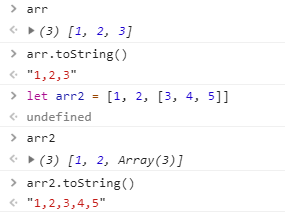 > arr
<· ▶ (3) [1, 2, 3]
> arr.toString()
<· "1,2,3"
> let arr2 = [1, 2, [3, 4, 5]]
<· undefined
> arr2
<· ▶ (3) [1, 2, Array(3)]
> arr2.toString()
<· "1,2,3,4,5"